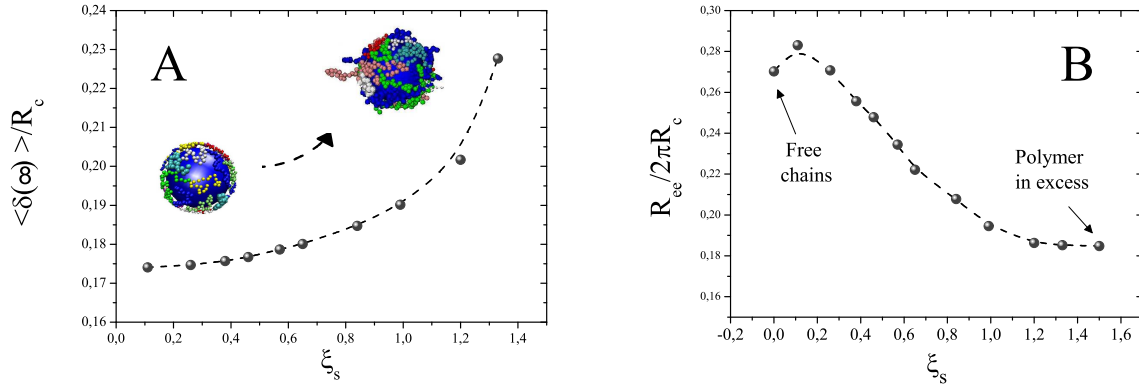 A
<δ(∞) >/R_c
0,24
0,23
0,22
0,21
0,20
0,19
0,18
0,17
0,16
0,0 0,2 0,4 0,6 0,8 1,0 1,2 1,4
ξ_s
B
R_ee/2πR_c
0,30
0,28
0,26
0,24
0,22
0,20
0,18
0,16
Free
chains
Polymer
in excess
-0,2 0,0 0,2 0,4 0,6 0,8 1,0 1,2 1,4 1,6
ξ_s